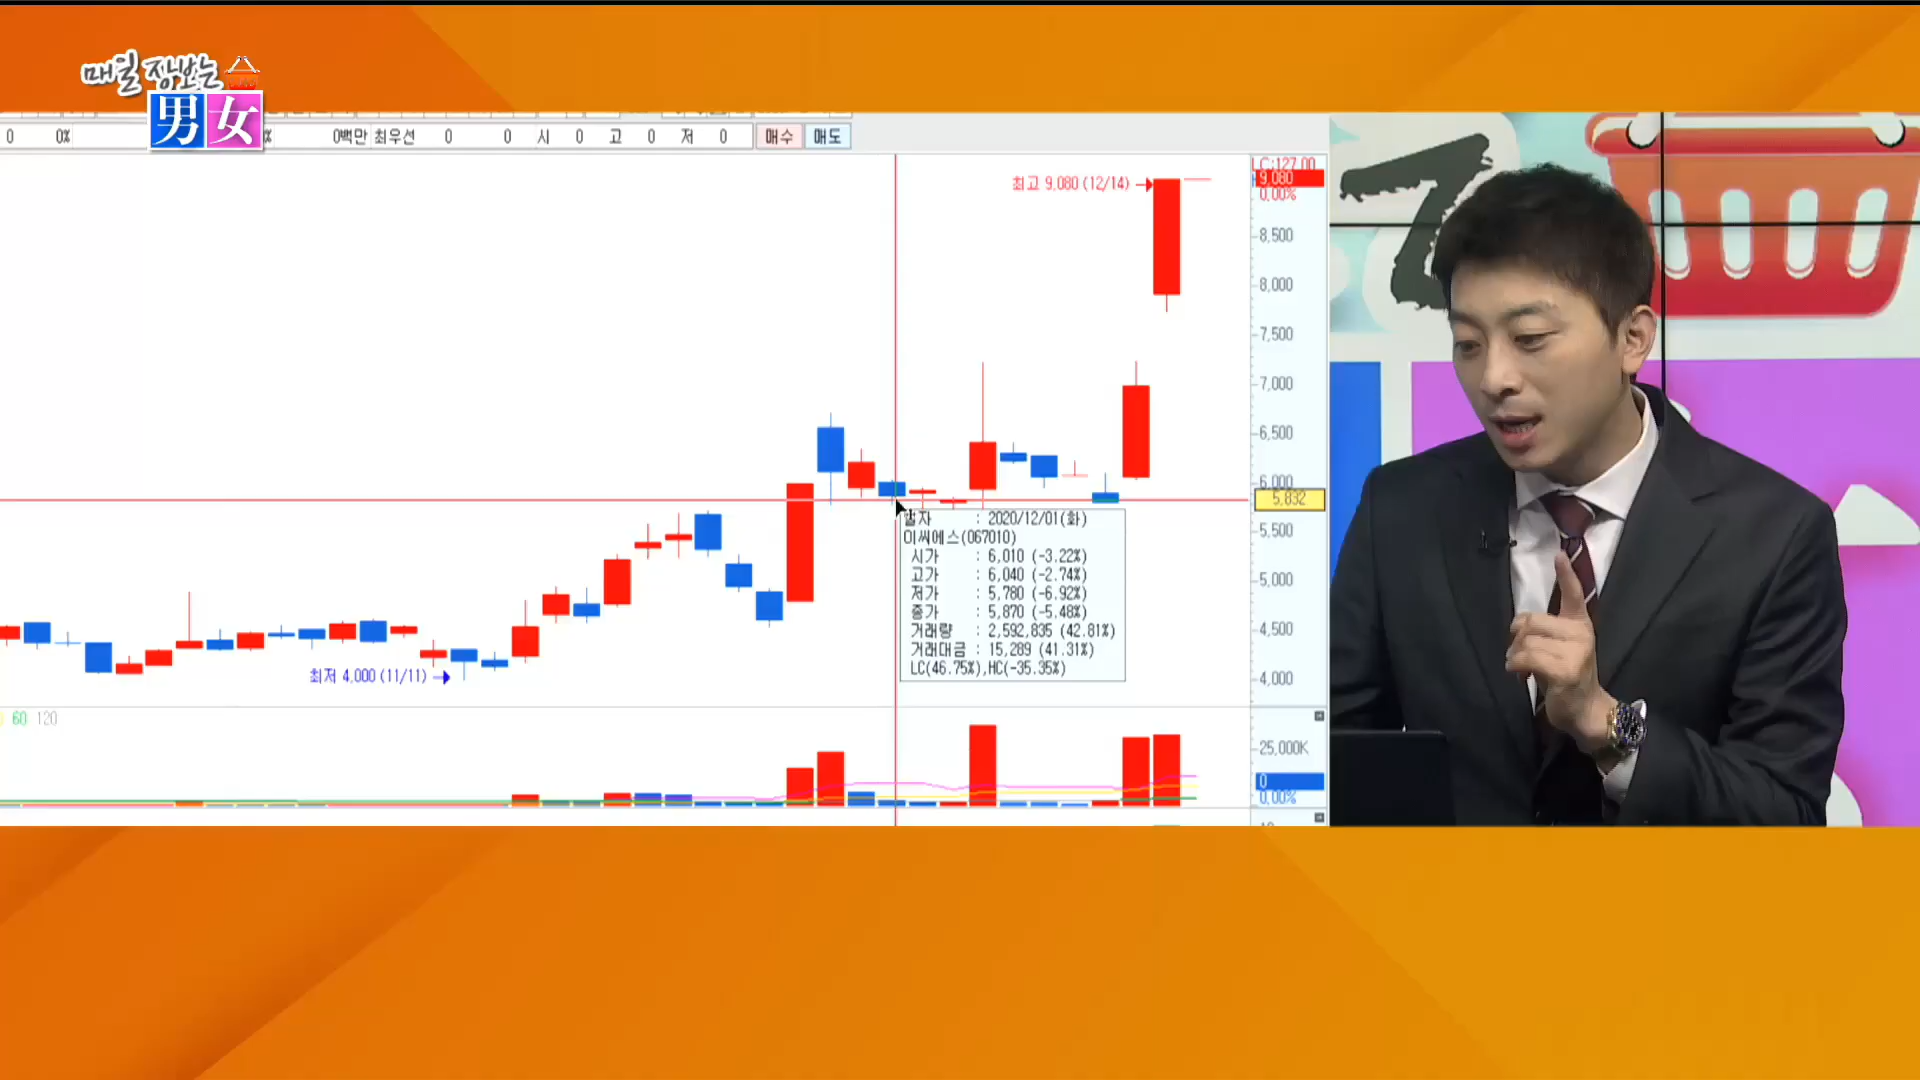 매일 장보는
男女
0 0% % 0백만 최우선 0 0 시 0 고 0 저 0 매수 매도
LC:127.00
최고 9,080 (12/14)
9,080
0.00%
8,500
8,000
7,500
7,000
6,500
6,000
5,832
5,500
5,000
4,500
4,000
일자 : 2020/12/01(화)
이씨에스(067010)
시가 : 6,010 (-3.22%)
고가 : 6,040 (-2.74%)
저가 : 5,780 (-6.92%)
종가 : 5,870 (-5.48%)
거래량 : 2,592,835 (42.81%)
거래대금 : 15,289 (41.31%)
LC(46.75%),HC(-35.35%)
최저 4,000 (11/11)
60 120
25,000K
0
0.00%